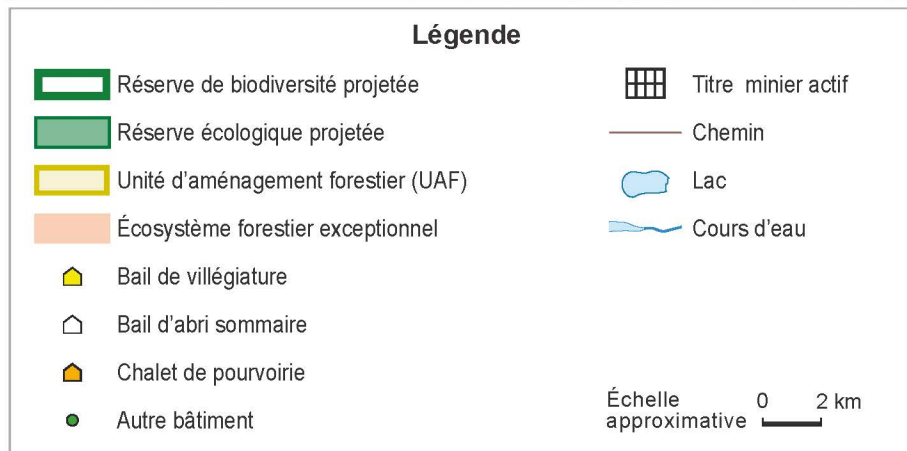 Légende
Réserve de biodiversité projetée
Réserve écologique projetée
Unité d'aménagement forestier (UAF)
Écosystème forestier exceptionnel
Bail de villégiature
Bail d'abri sommaire
Chalet de pourvoirie
Autre bâtiment
Titre minier actif
Chemin
Lac
Cours d'eau
Échelle
approximative 0 2 km